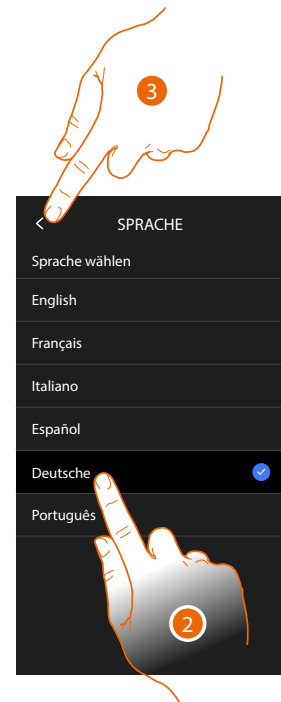 3
SPRACHE
Sprache wählen
English
Français
Italiano
Español
Deutsche
Português
2